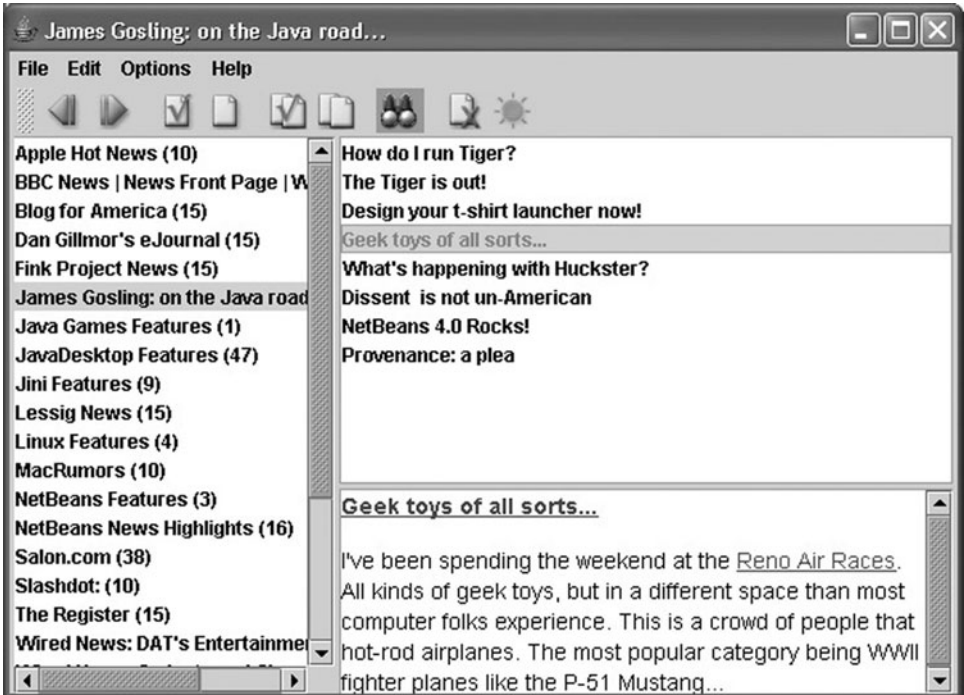 James Gosling: on the Java road...
File Edit Options Help
Apple Hot News (10)
BBC News | News Front Page | W
Blog for America (15)
Dan Gillmor's eJournal (15)
Fink Project News (15)
James Gosling: on the Java road
Java Games Features (1)
JavaDesktop Features (47)
Jini Features (9)
Lessig News (15)
Linux Features (4)
MacRumors (10)
NetBeans Features (3)
NetBeans News Highlights (16)
Salon.com (38)
Slashdot: (10)
The Register (15)
Wired News: DAT's Entertainme
How do I run Tiger?
The Tiger is out!
Design your t-shirt launcher now!
Geek toys of all sorts...
What's happening with Huckster?
Dissent is not un-American
NetBeans 4.0 Rocks!
Provenance: a plea
Geek toys of all sorts...
I've been spending the weekend at the Reno Air Races.
All kinds of geek toys, but in a different space than most
computer folks experience. This is a crowd of people that
hot-rod airplanes. The most popular category being WWII
fighter planes like the P-51 Mustang...